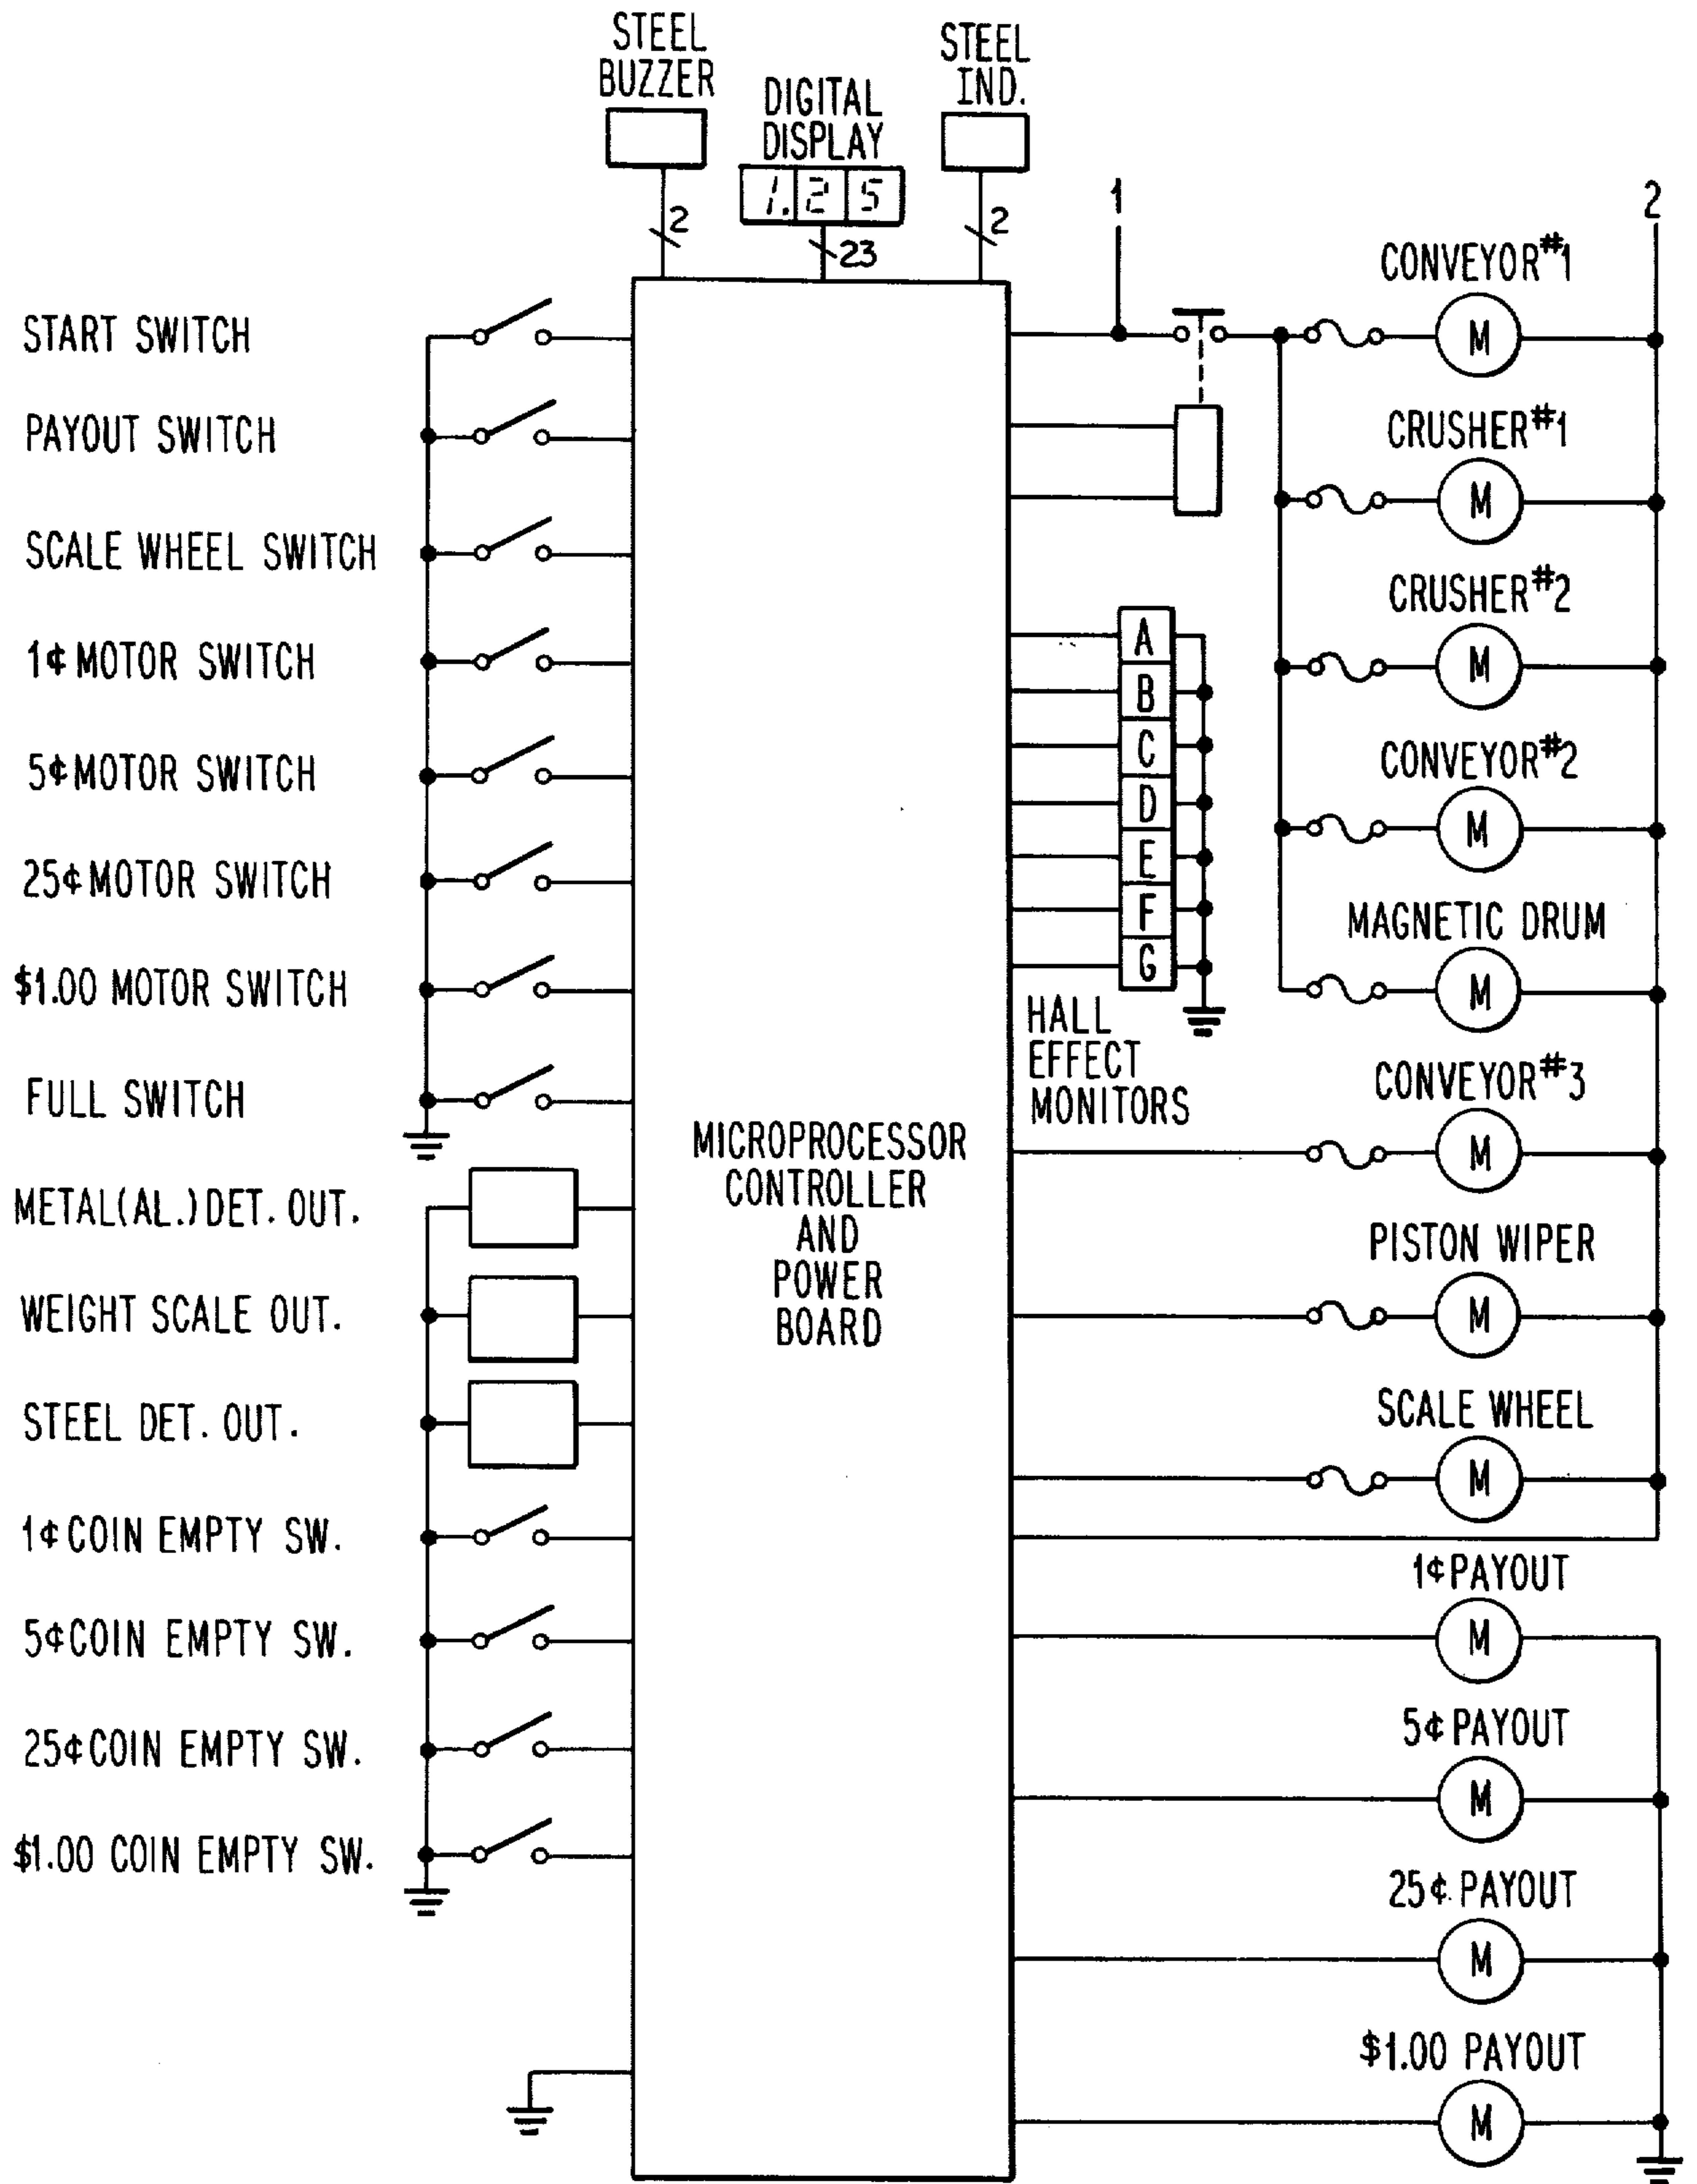 STEEL
BUZZER
DIGITAL
DISPLAY
1. 2 5
STEEL
IND.
2
23
2
1
2
START SWITCH
PAYOUT SWITCH
SCALE WHEEL SWITCH
1¢ MOTOR SWITCH
5¢ MOTOR SWITCH
25¢ MOTOR SWITCH
$1.00 MOTOR SWITCH
FULL SWITCH
METAL(AL.) DET. OUT.
WEIGHT SCALE OUT.
STEEL DET. OUT.
1¢ COIN EMPTY SW.
5¢ COIN EMPTY SW.
25¢ COIN EMPTY SW.
$1.00 COIN EMPTY SW.
MICROPROCESSOR
CONTROLLER
AND
POWER
BOARD
A
B
C
D
E
F
G
HALL
EFFECT
MONITORS
CONVEYOR #1
M
CRUSHER #1
M
CRUSHER #2
M
CONVEYOR #2
M
MAGNETIC DRUM
M
CONVEYOR #3
M
PISTON WIPER
M
SCALE WHEEL
M
1¢ PAYOUT
M
5¢ PAYOUT
M
25¢ PAYOUT
M
$1.00 PAYOUT
M